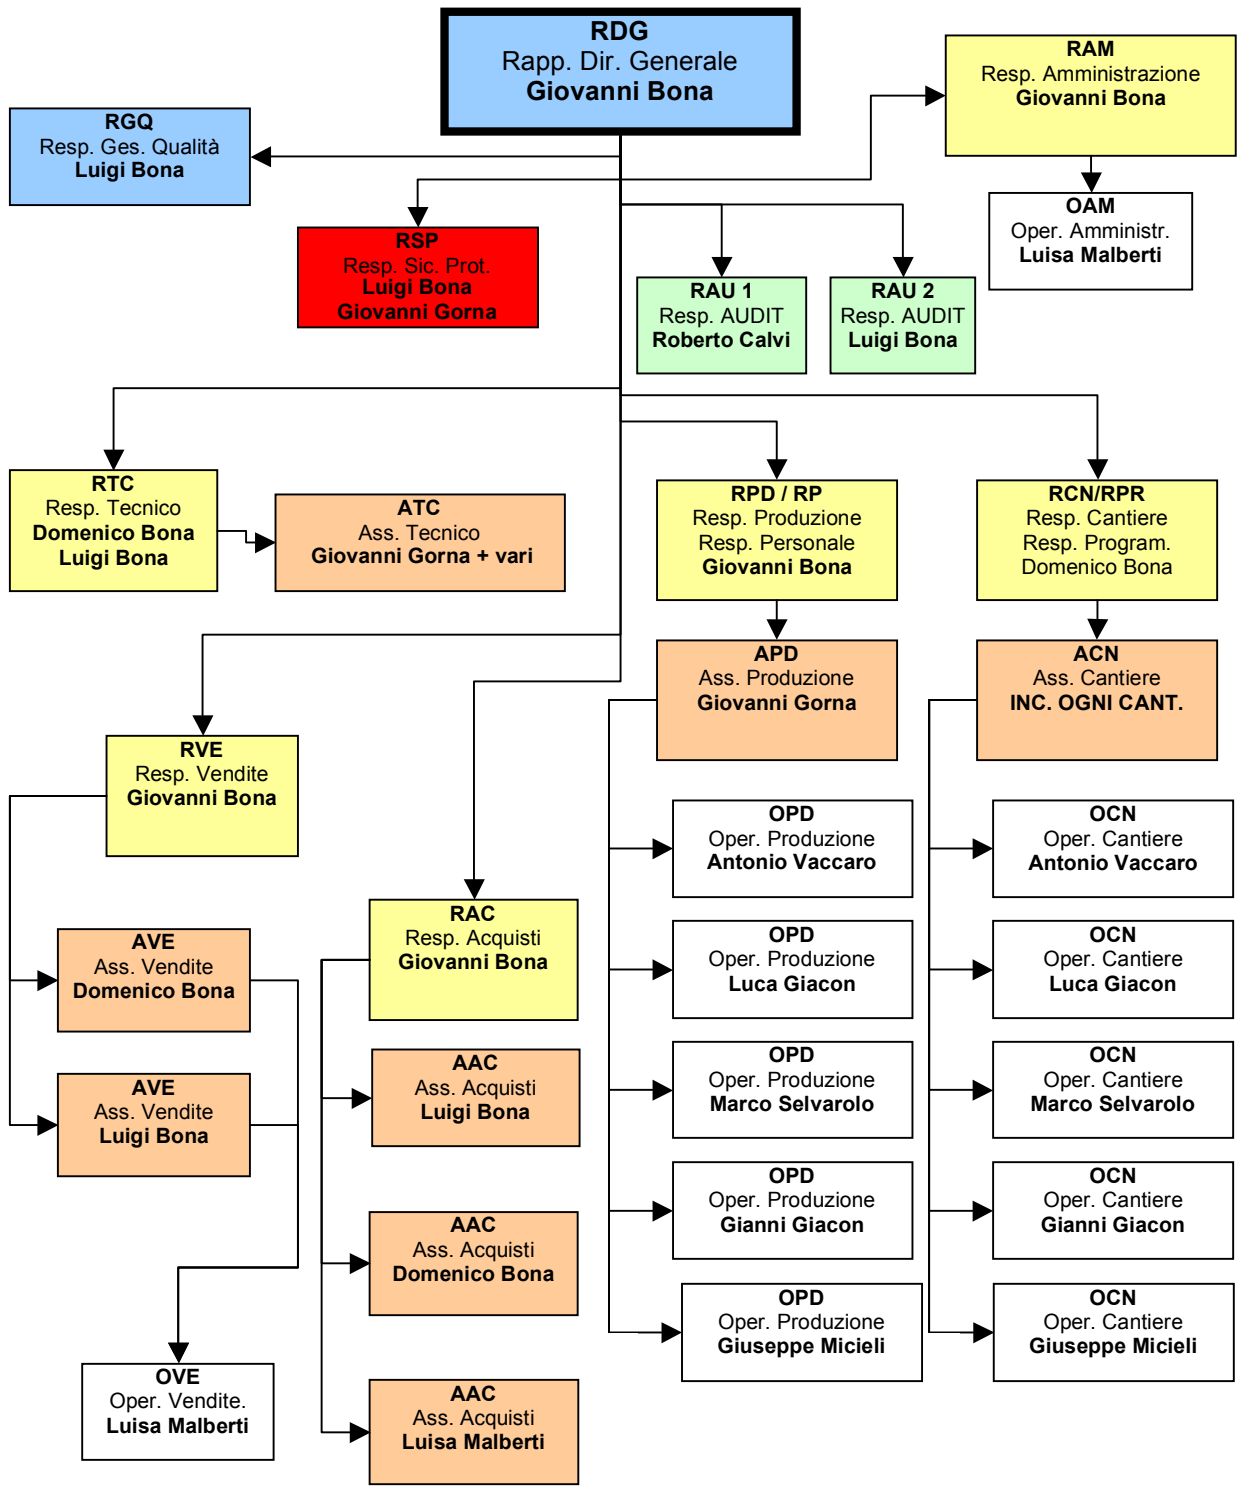 RDG
Rapp. Dir. Generale
Giovanni Bona
RAM
Resp. Amministrazione
Giovanni Bona
RGQ
Resp. Ges. Qualità
Luigi Bona
OAM
Oper. Amministr.
Luisa Malberti
RSP
Resp. Sic. Prot.
Luigi Bona
Giovanni Gorna
RAU 1
Resp. AUDIT
Roberto Calvi
RAU 2
Resp. AUDIT
Luigi Bona
RTC
Resp. Tecnico
Domenico Bona
Luigi Bona
ATC
Ass. Tecnico
Giovanni Gorna + vari
RPD / RP
Resp. Produzione
Resp. Personale
Giovanni Bona
RCN/RPR
Resp. Cantiere
Resp. Program.
Domenico Bona
APD
Ass. Produzione
Giovanni Gorna
ACN
Ass. Cantiere
INC. OGNI CANT.
RVE
Resp. Vendite
Giovanni Bona
OPD
Oper. Produzione
Antonio Vaccaro
OCN
Oper. Cantiere
Antonio Vaccaro
RAC
Resp. Acquisti
Giovanni Bona
AVE
Ass. Vendite
Domenico Bona
OPD
Oper. Produzione
Luca Giacon
OCN
Oper. Cantiere
Luca Giacon
AVE
Ass. Vendite
Luigi Bona
AAC
Ass. Acquisti
Luigi Bona
OPD
Oper. Produzione
Marco Selvarolo
OCN
Oper. Cantiere
Marco Selvarolo
AAC
Ass. Acquisti
Domenico Bona
OPD
Oper. Produzione
Gianni Giacon
OCN
Oper. Cantiere
Gianni Giacon
OPD
Oper. Produzione
Giuseppe Micieli
OCN
Oper. Cantiere
Giuseppe Micieli
OVE
Oper. Vendite.
Luisa Malberti
AAC
Ass. Acquisti
Luisa Malberti